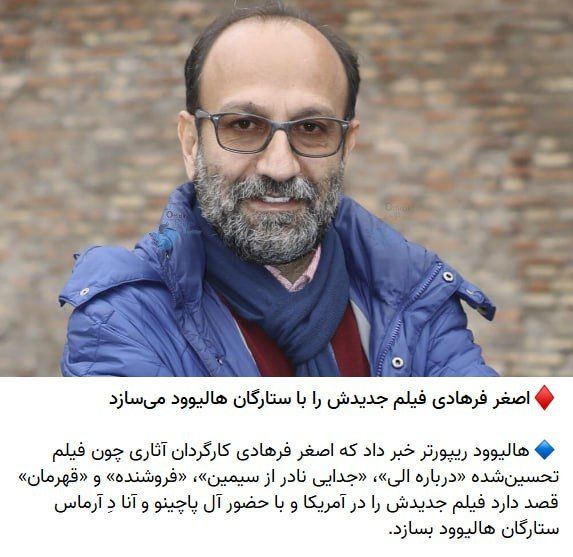 اصغر فرهادی فیلم جدیدش را با ستارگان هالیوود می‌سازد
هالیوود ریپورتر خبر داد که اصغر فرهادی کارگردان آثاری چون فیلم
تحسین‌شده «درباره الی»، «جدایی نادر از سیمین»، «فروشنده» و «قهرمان»
قصد دارد فیلم جدیدش را در آمریکا و با حضور آل پاچینو و آنا دِ آرماس
ستارگان هالیوود بسازد.